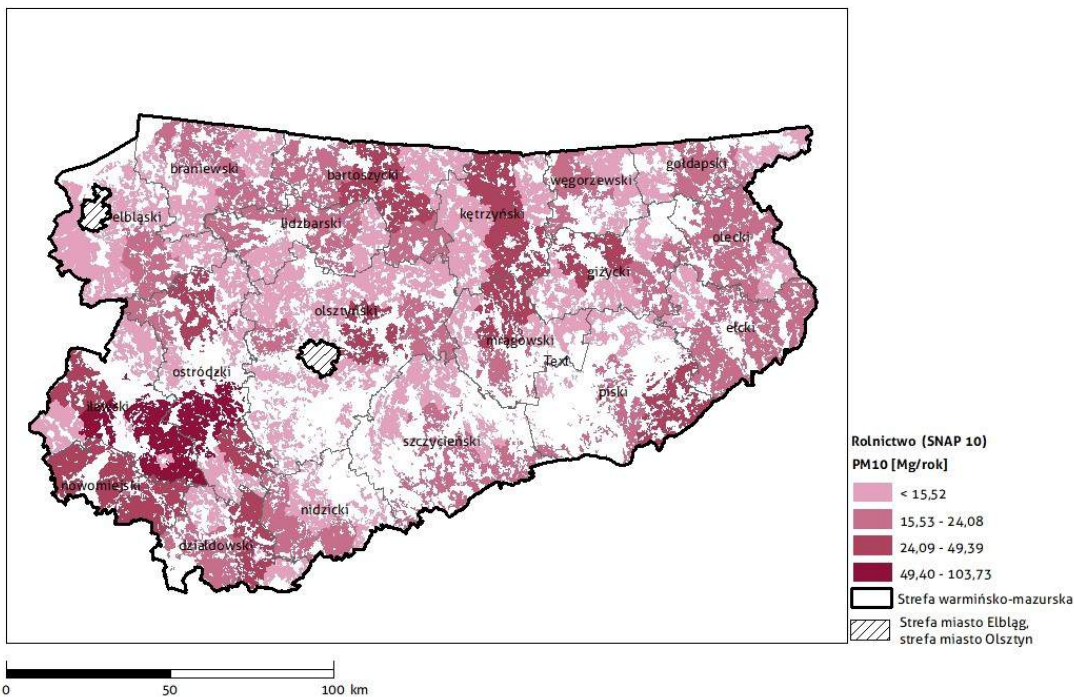 braniewski
bartoszycki
gołdapski
węgorzewski
elbląski
lidzbarski
kętrzyński
olecki
giżycki
olsztyński
ełcki
mrągowski
Text
ostródzki
piski
iławski
szczycieński
nowomiejski
nidzicki
działdowski
Rolnictwo (SNAP 10)
PM10 [Mg/rok]
< 15,52
15,53 - 24,08
24,09 - 49,39
49,40 - 103,73
Strefa warmińsko-mazurska
Strefa miasto Elbląg,
strefa miasto Olsztyn
0 50 100 km